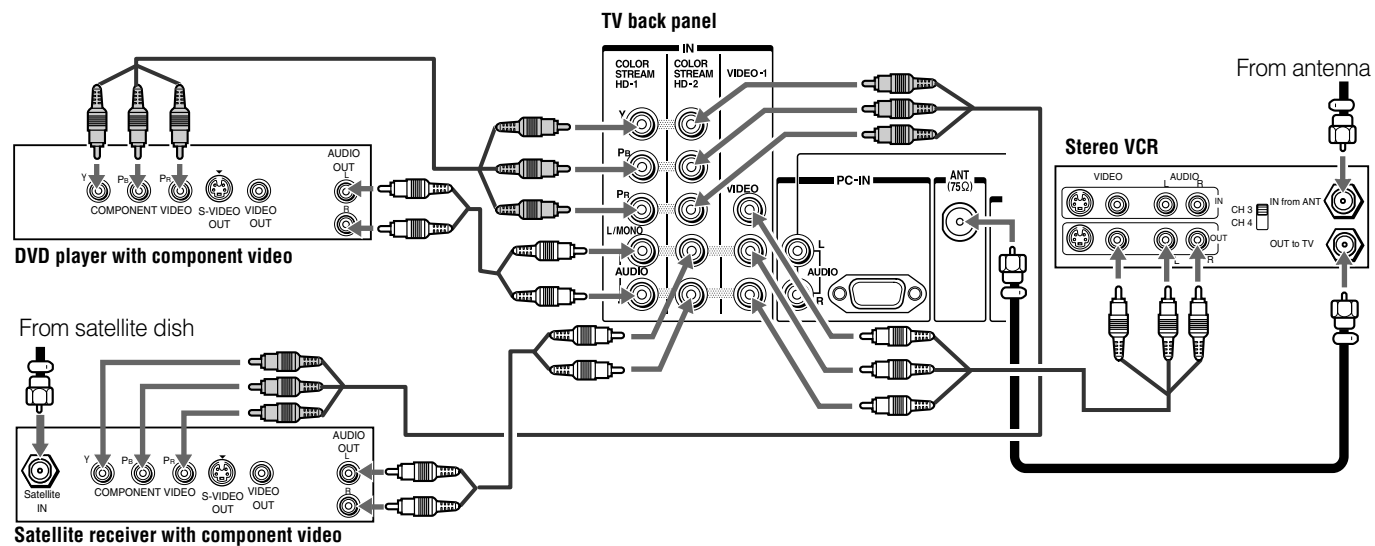 TV back panel
IN
COLOR
STREAM
HD-1
COLOR
STREAM
HD-2
VIDEO-1
Y
PB
PR
VIDEO
L/MONO
AUDIO
PC-IN
L
AUDIO
R
ANT
(75Ω)
From antenna
Stereo VCR
VIDEO
AUDIO
L
R
IN
IN from ANT
CH 3
CH 4
OUT
OUT to TV
L
R
AUDIO
OUT
L
R
Y
PB
PR
COMPONENT VIDEO
S-VIDEO
OUT
VIDEO
OUT
DVD player with component video
From satellite dish
AUDIO
OUT
L
R
Y
PB
PR
Satellite
IN
COMPONENT VIDEO
S-VIDEO
OUT
VIDEO
OUT
Satellite receiver with component video